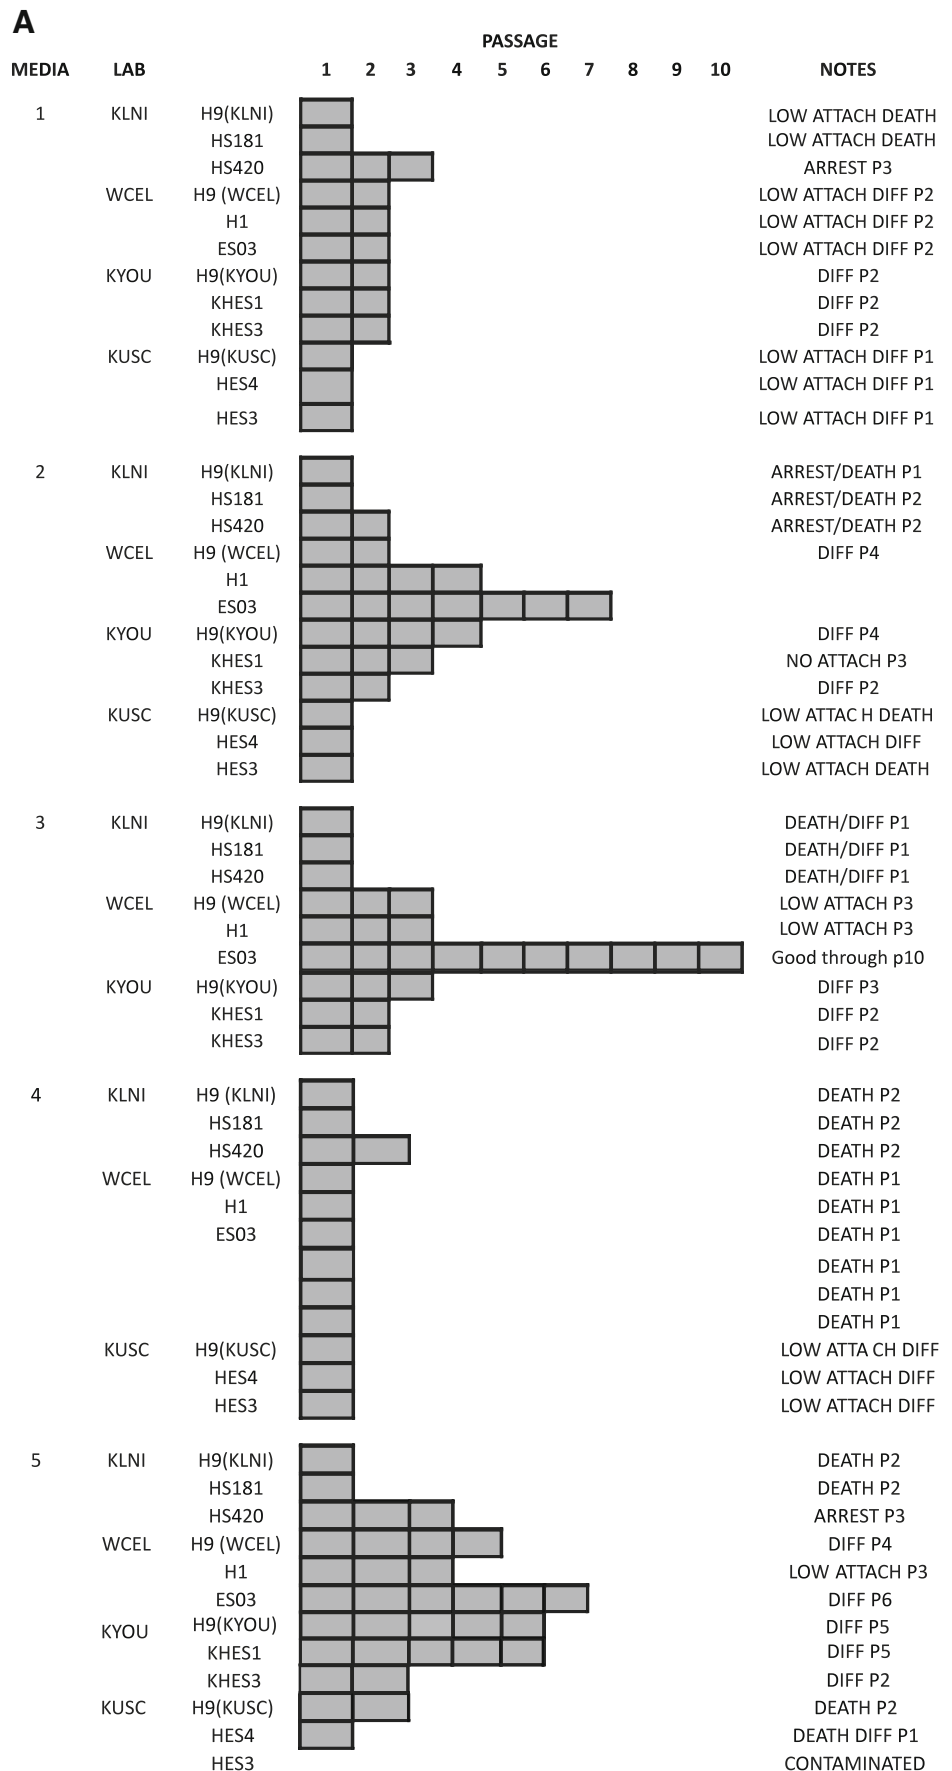 A
PASSAGE
MEDIA LAB 1 2 3 4 5 6 7 8 9 10 NOTES
1 KLNI H9(KLNI) LOW ATTACH DEATH
HS181 LOW ATTACH DEATH
HS420 ARREST P3
WCEL H9 (WCEL) LOW ATTACH DIFF P2
H1 LOW ATTACH DIFF P2
ES03 LOW ATTACH DIFF P2
KYOU H9(KYOU) DIFF P2
KHES1 DIFF P2
KHES3 DIFF P2
KUSC H9(KUSC) LOW ATTACH DIFF P1
HES4 LOW ATTACH DIFF P1
HES3 LOW ATTACH DIFF P1
2 KLNI H9(KLNI) ARREST/DEATH P1
HS181 ARREST/DEATH P2
HS420 ARREST/DEATH P2
WCEL H9 (WCEL) DIFF P4
H1
ES03
KYOU H9(KYOU) DIFF P4
KHES1 NO ATTACH P3
KHES3 DIFF P2
KUSC H9(KUSC) LOW ATTAC H DEATH
HES4 LOW ATTACH DIFF
HES3 LOW ATTACH DEATH
3 KLNI H9(KLNI) DEATH/DIFF P1
HS181 DEATH/DIFF P1
HS420 DEATH/DIFF P1
WCEL H9 (WCEL) LOW ATTACH P3
H1 LOW ATTACH P3
ES03 Good through p10
KYOU H9(KYOU) DIFF P3
KHES1 DIFF P2
KHES3 DIFF P2
4 KLNI H9 (KLNI) DEATH P2
HS181 DEATH P2
HS420 DEATH P2
WCEL H9 (WCEL) DEATH P1
H1 DEATH P1
ES03 DEATH P1
DEATH P1
DEATH P1
DEATH P1
KUSC H9(KUSC) LOW ATTA CH DIFF
HES4 LOW ATTACH DIFF
HES3 LOW ATTACH DIFF
5 KLNI H9(KLNI) DEATH P2
HS181 DEATH P2
HS420 ARREST P3
WCEL H9 (WCEL) DIFF P4
H1 LOW ATTACH P3
ES03 DIFF P6
KYOU H9(KYOU) DIFF P5
KHES1 DIFF P5
KHES3 DIFF P2
KUSC H9(KUSC) DEATH P2
HES4 DEATH DIFF P1
HES3 CONTAMINATED